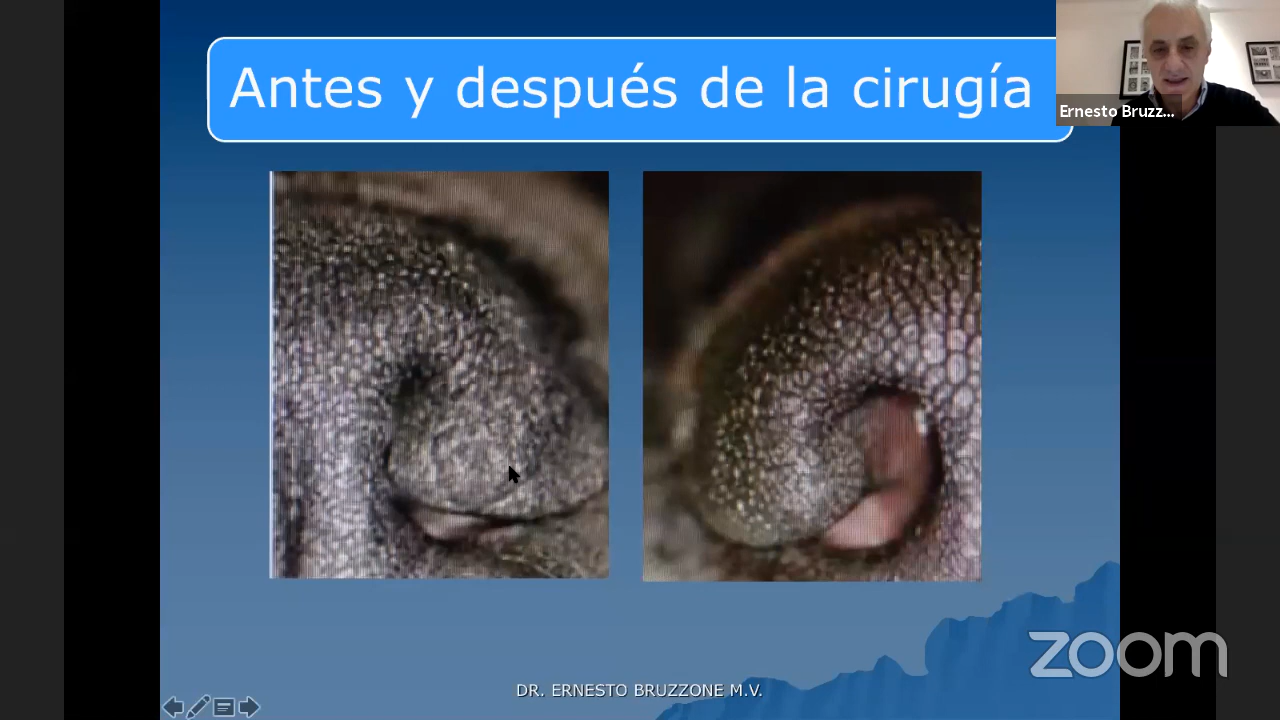 Antes y después de la cirugía
Ernesto Bruzz...
zoom
DR. ERNESTO BRUZZONE M.V.